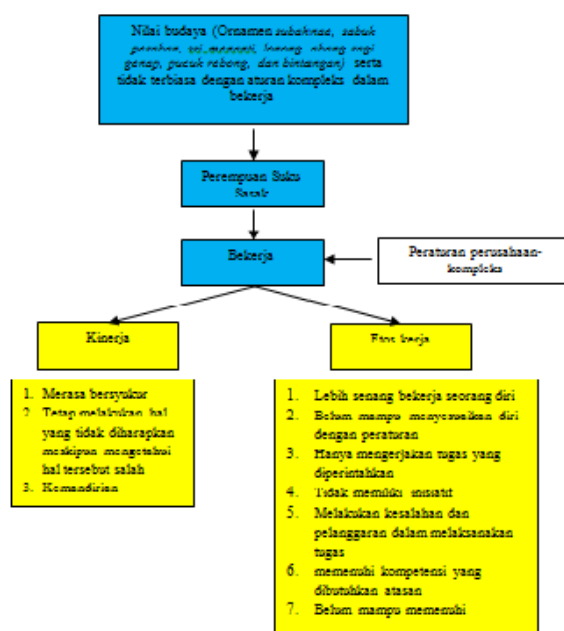 Nilai budaya (Ornamen subahnaa, sabuk
serta
tidak terbiasa dengan aturan kompleks dalam
bekerja
Perempuan Suku
Sasak
Bekerja
Peraturan perusahaan-
kompleks
Kinerja
Etos kerja
1. Merasa bersyukur
2. Tetap melakukan hal
yang tidak diharapkan
meskipun mengetahui
hal tersebut salah
3. Kemandirian
1. Lebih senang bekerja seorang diri
2. Belum mampu menyesuaikan diri
dengan peraturan
3. Hanya mengerjakan tugas yang
diperintahkan
4. Tidak memiliki inisiatif
5. Melakukan kesalahan dan
pelanggaran dalam melaksanakan
tugas
6. memenuhi kompetensi yang
dibutuhkan atasan
7. Belum mampu memenuhi